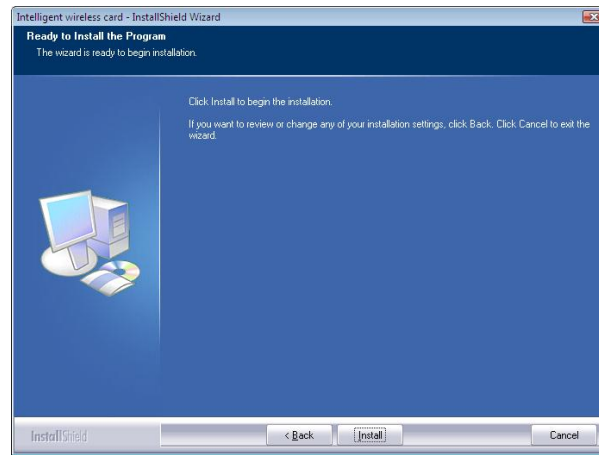 Intelligent wireless card - InstallShield Wizard
Ready to Install the Program
The wizard is ready to begin installation.
Click Install to begin the installation.
If you want to review or change any of your installation settings, click Back. Click Cancel to exit the
wizard.
InstallShield
< Back
Install
Cancel